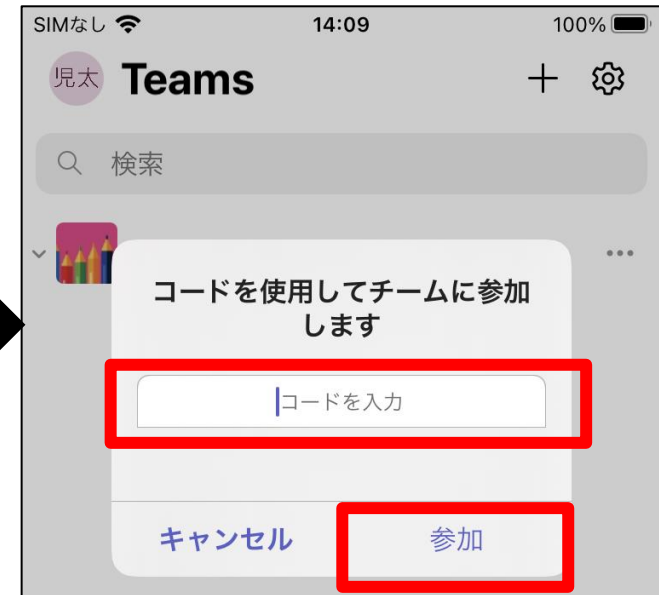 SIMなし 14:09 100%
児太 Teams
検索
コードを使用してチームに参加
します
コードを入力
キャンセル 参加